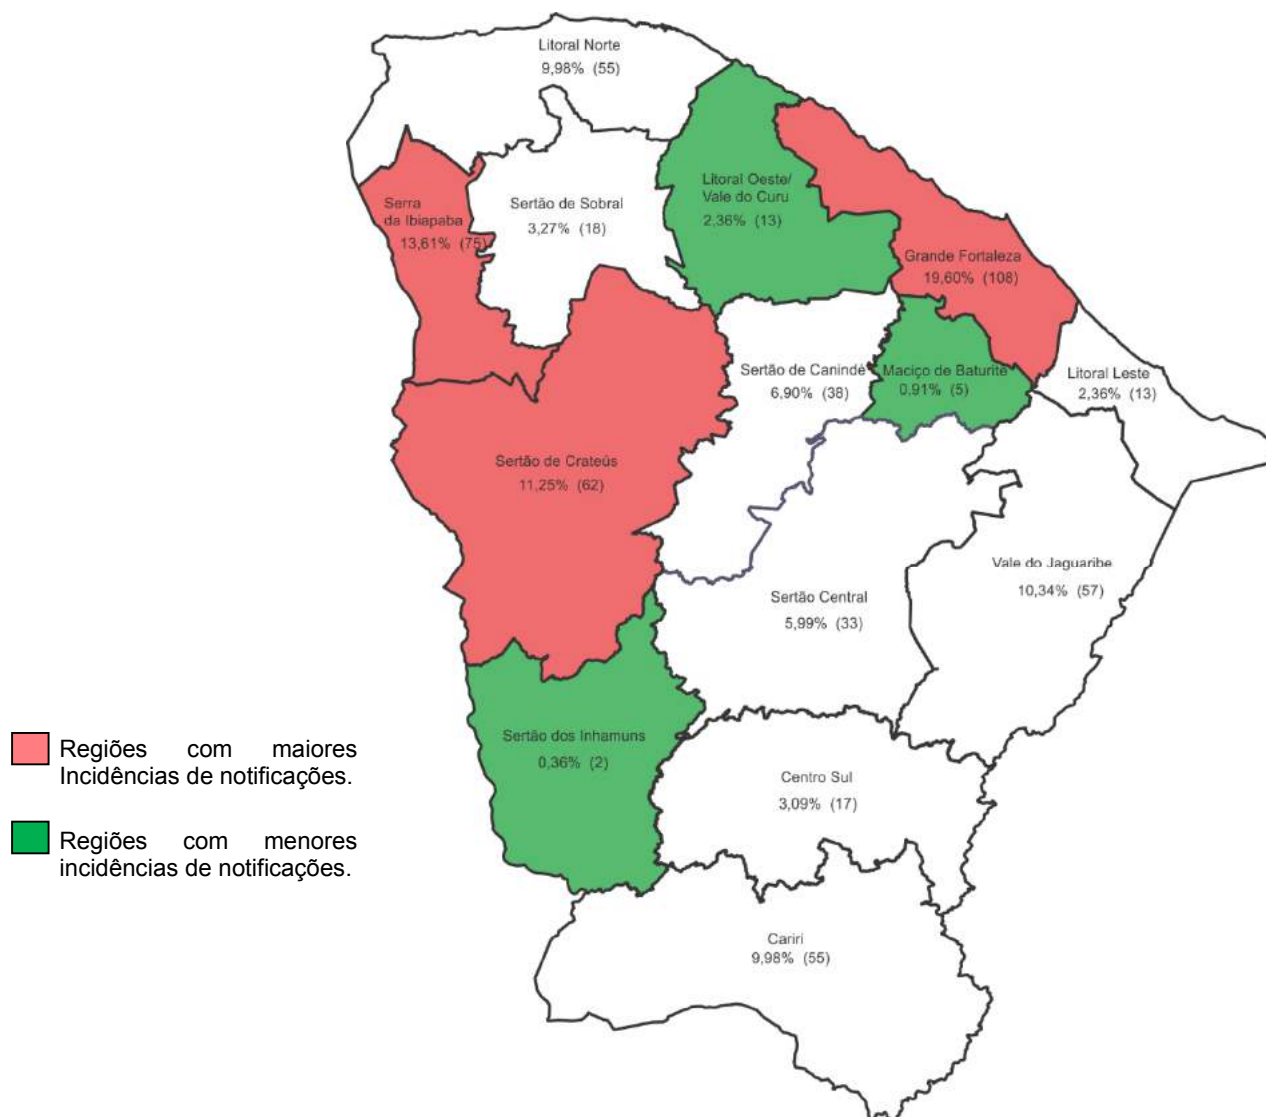 Litoral Norte
9,98% (55)
Litoral Oeste/
Vale do Curu
2,36% (13)
Serra
da Ibiapaba
13,61% (75)
Sertão de Sobral
3,27% (18)
Grande Fortaleza
19,60% (108)
Sertão de Canindé
6,90% (38)
Maciço de Baturité
0,91% (5)
Litoral Leste
2,36% (13)
Sertão de Crateús
11,25% (62)
Vale do Jaguaribe
10,34% (57)
Sertão Central
5,99% (33)
Sertão dos Inhamuns
0,36% (2)
Centro Sul
3,09% (17)
Cariri
9,98% (55)
Regiões com maiores
Incidências de notificações.
Regiões com menores
incidências de notificações.